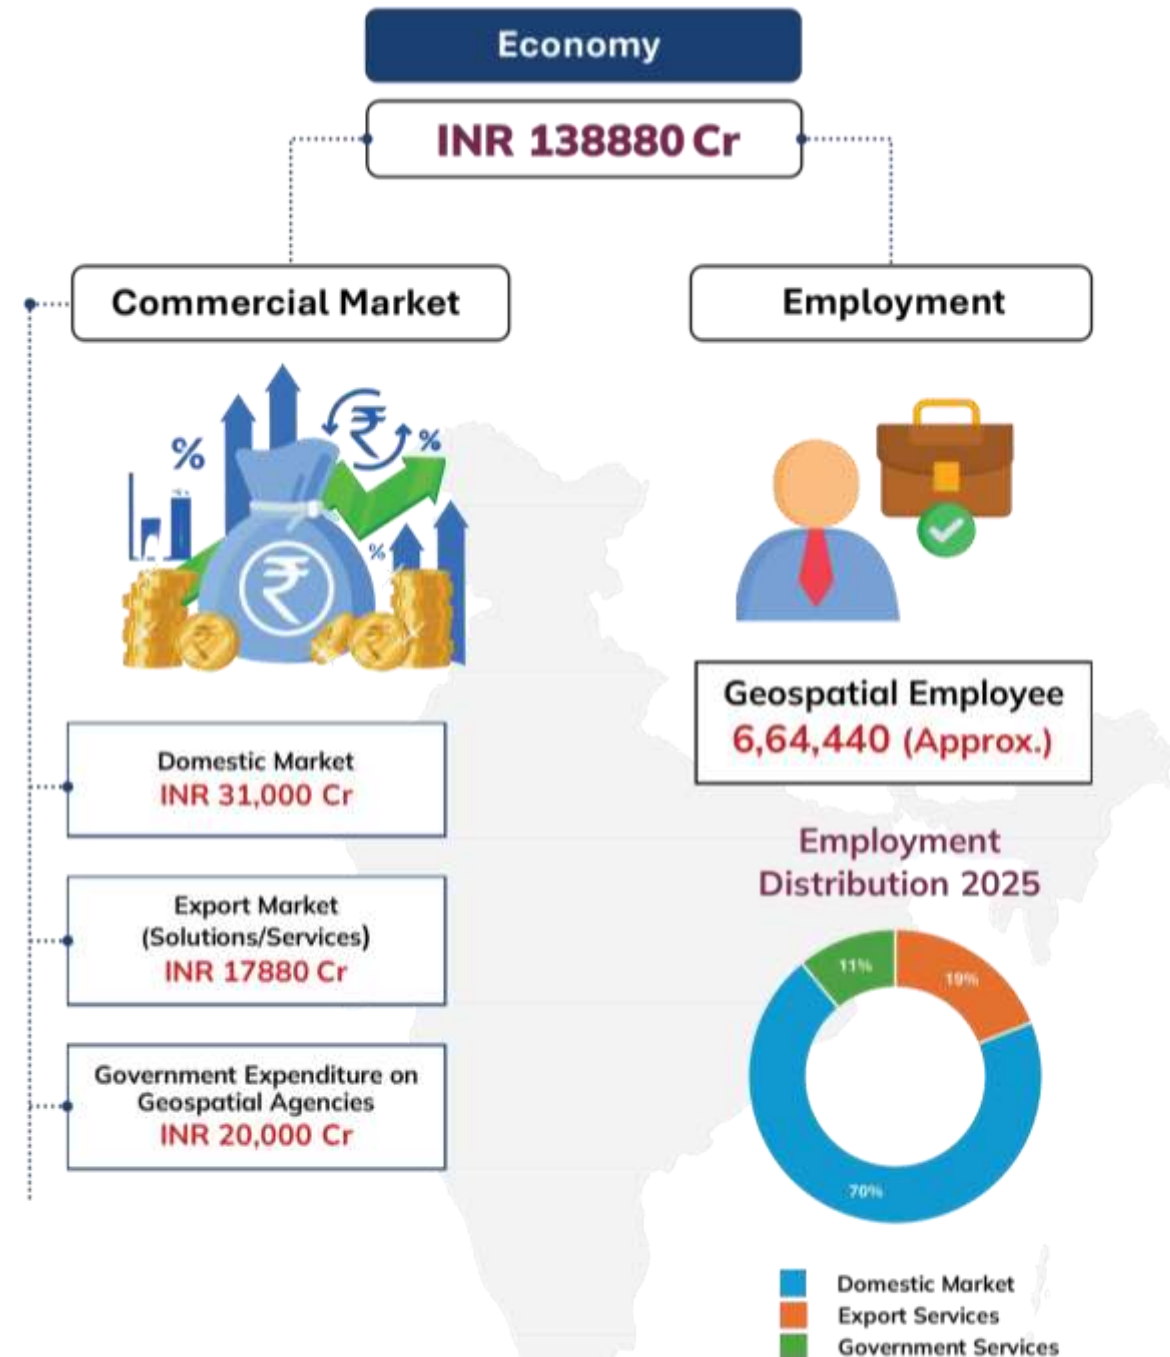 Economy
INR 138880 Cr
Commercial Market
%
₹
%
%
₹
₹
₹
Domestic Market
INR 31,000 Cr
Export Market
(Solutions/Services)
INR 17880 Cr
Government Expenditure on
Geospatial Agencies
INR 20,000 Cr
Employment
Geospatial Employee
6,64,440 (Approx.)
Employment
Distribution 2025
11%
19%
70%
Domestic Market
Export Services
Government Services